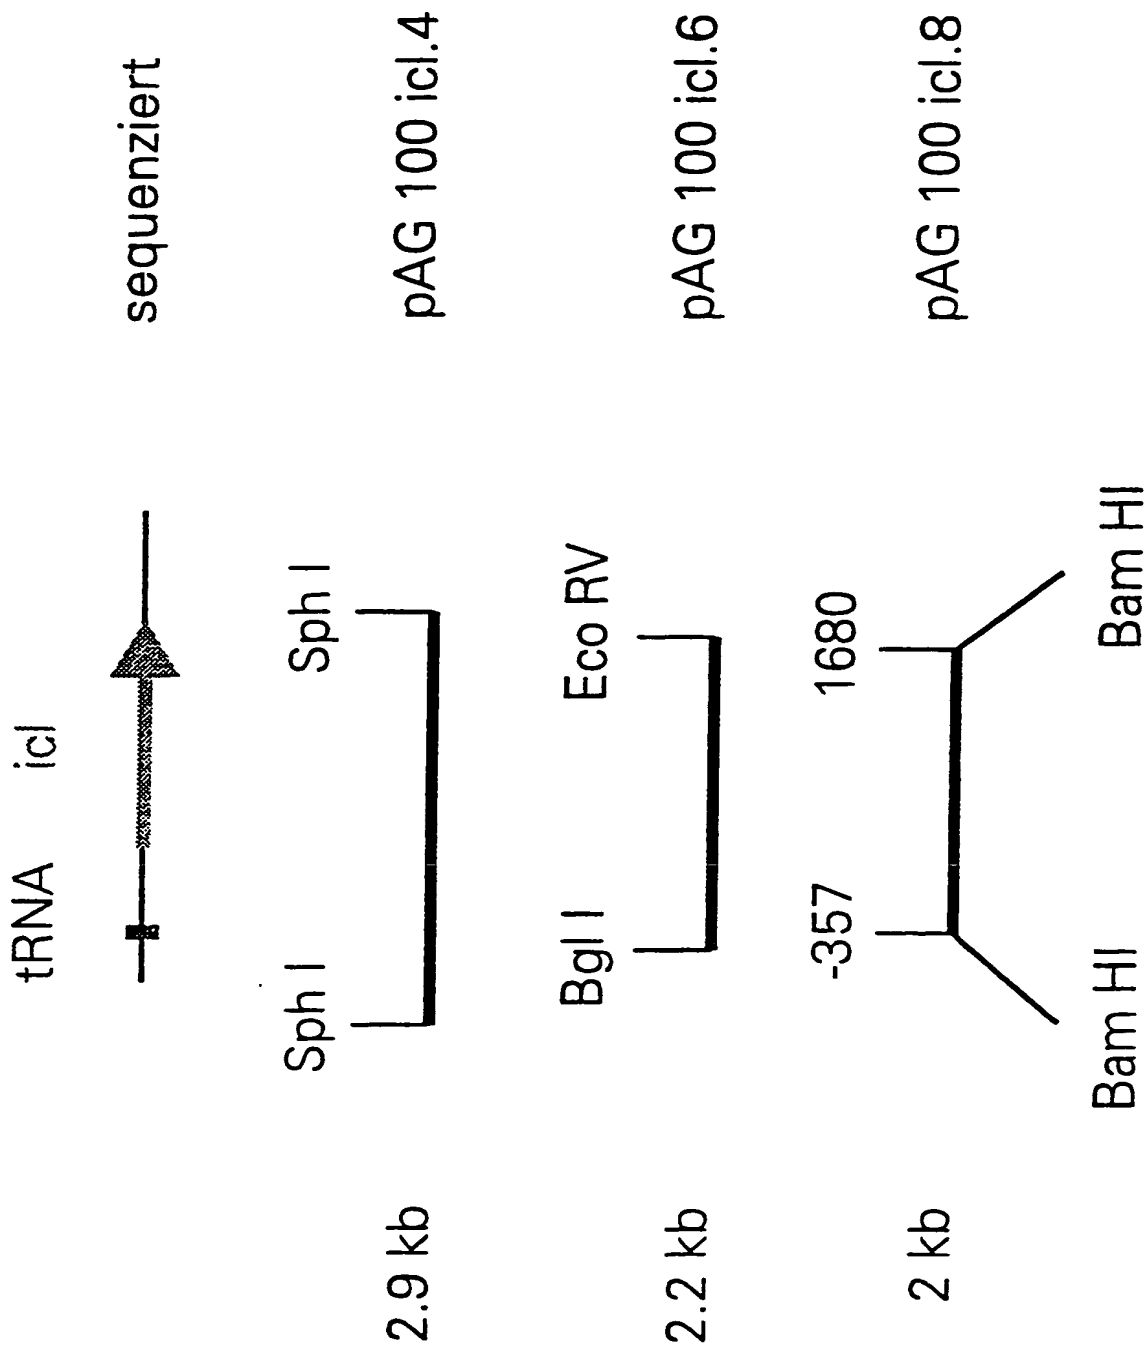 tRNA icl
sequenziert
Sph I Sph I
2.9 kb pAG 100 icl.4
Bgl I Eco RV
2.2 kb pAG 100 icl.6
-357 1680
2 kb pAG 100 icl.8
Bam HI Bam HI